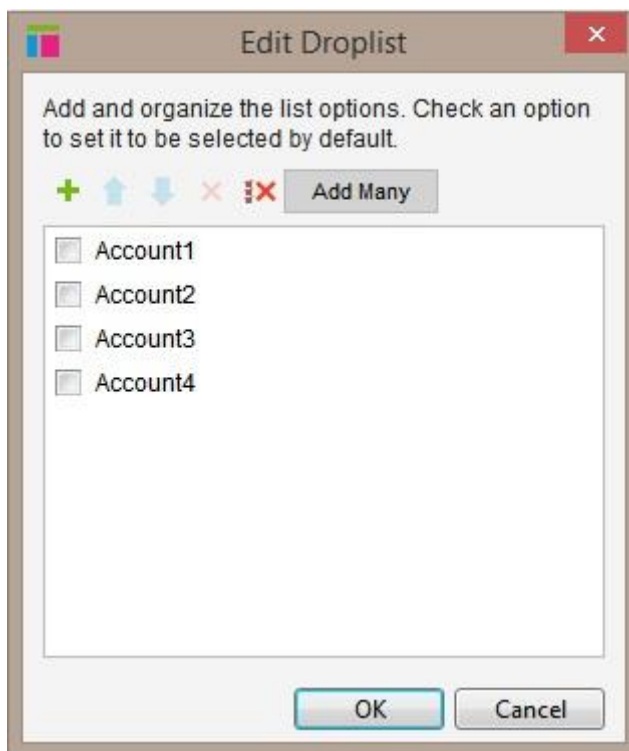 Edit Droplist
Add and organize the list options. Check an option
to set it to be selected by default.
Add Many
Account1
Account2
Account3
Account4
OK
Cancel